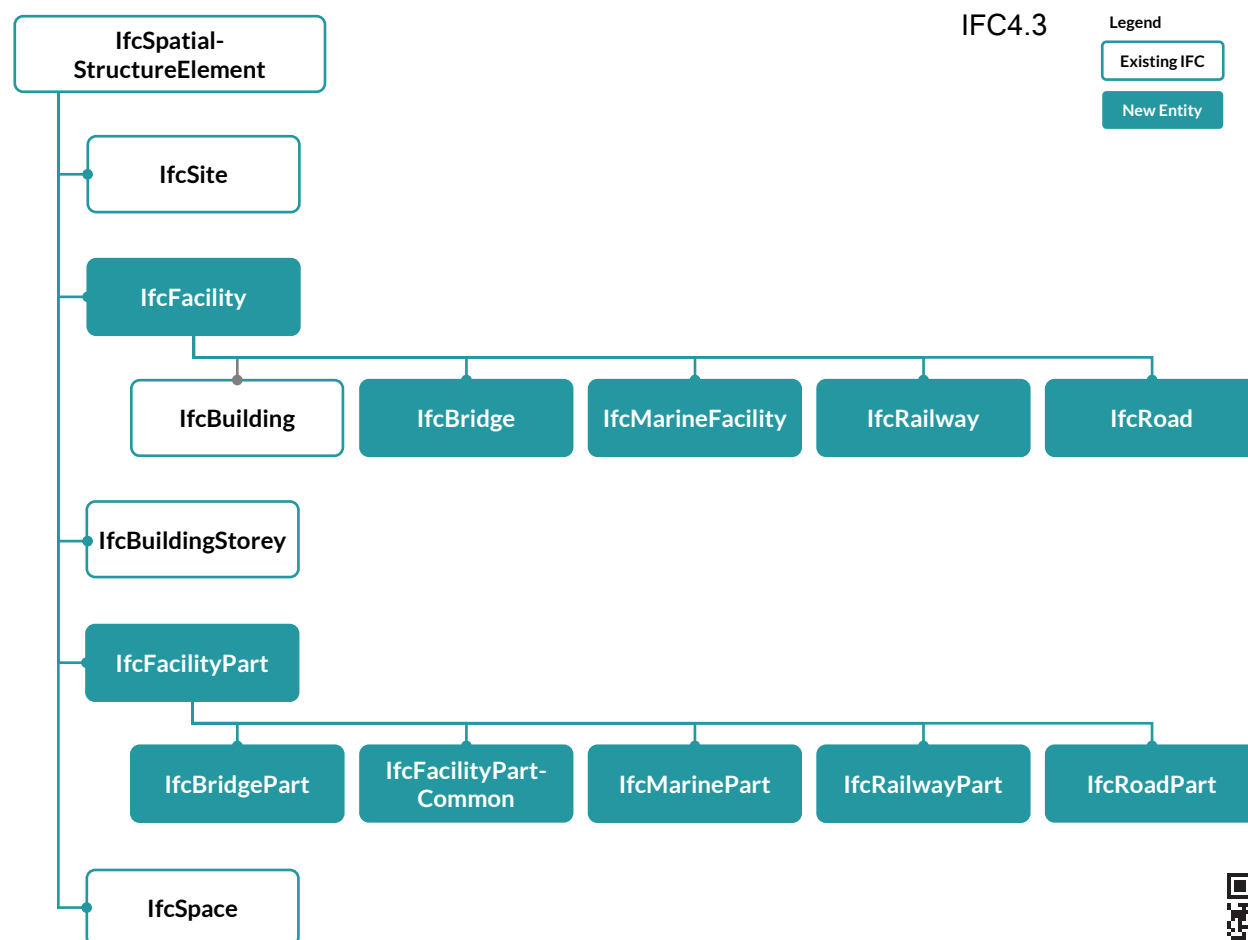 IFC4.3
Legend
Existing IFC
New Entity
IfcSpatial-
StructureElement
IfcSite
IfcFacility
IfcBuilding
IfcBridge
IfcMarineFacility
IfcRailway
IfcRoad
IfcBuildingStorey
IfcFacilityPart
IfcBridgePart
IfcFacilityPart-
Common
IfcMarinePart
IfcRailwayPart
IfcRoadPart
IfcSpace